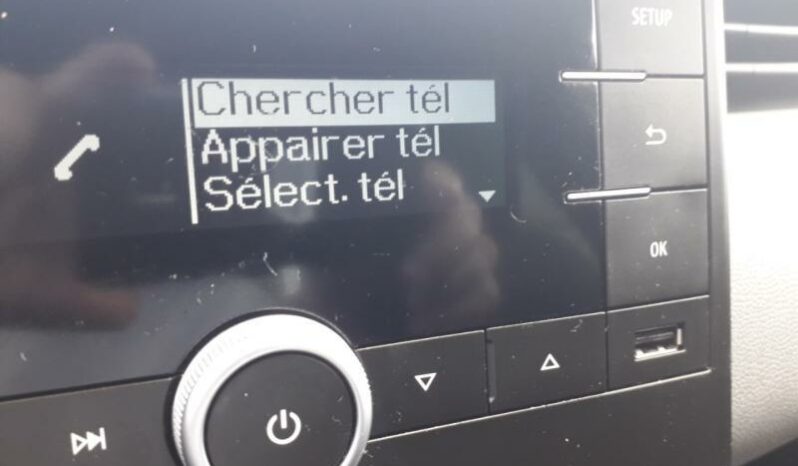 SETUP
Chercher tél
Appairer tél
Sélect. tél
OK